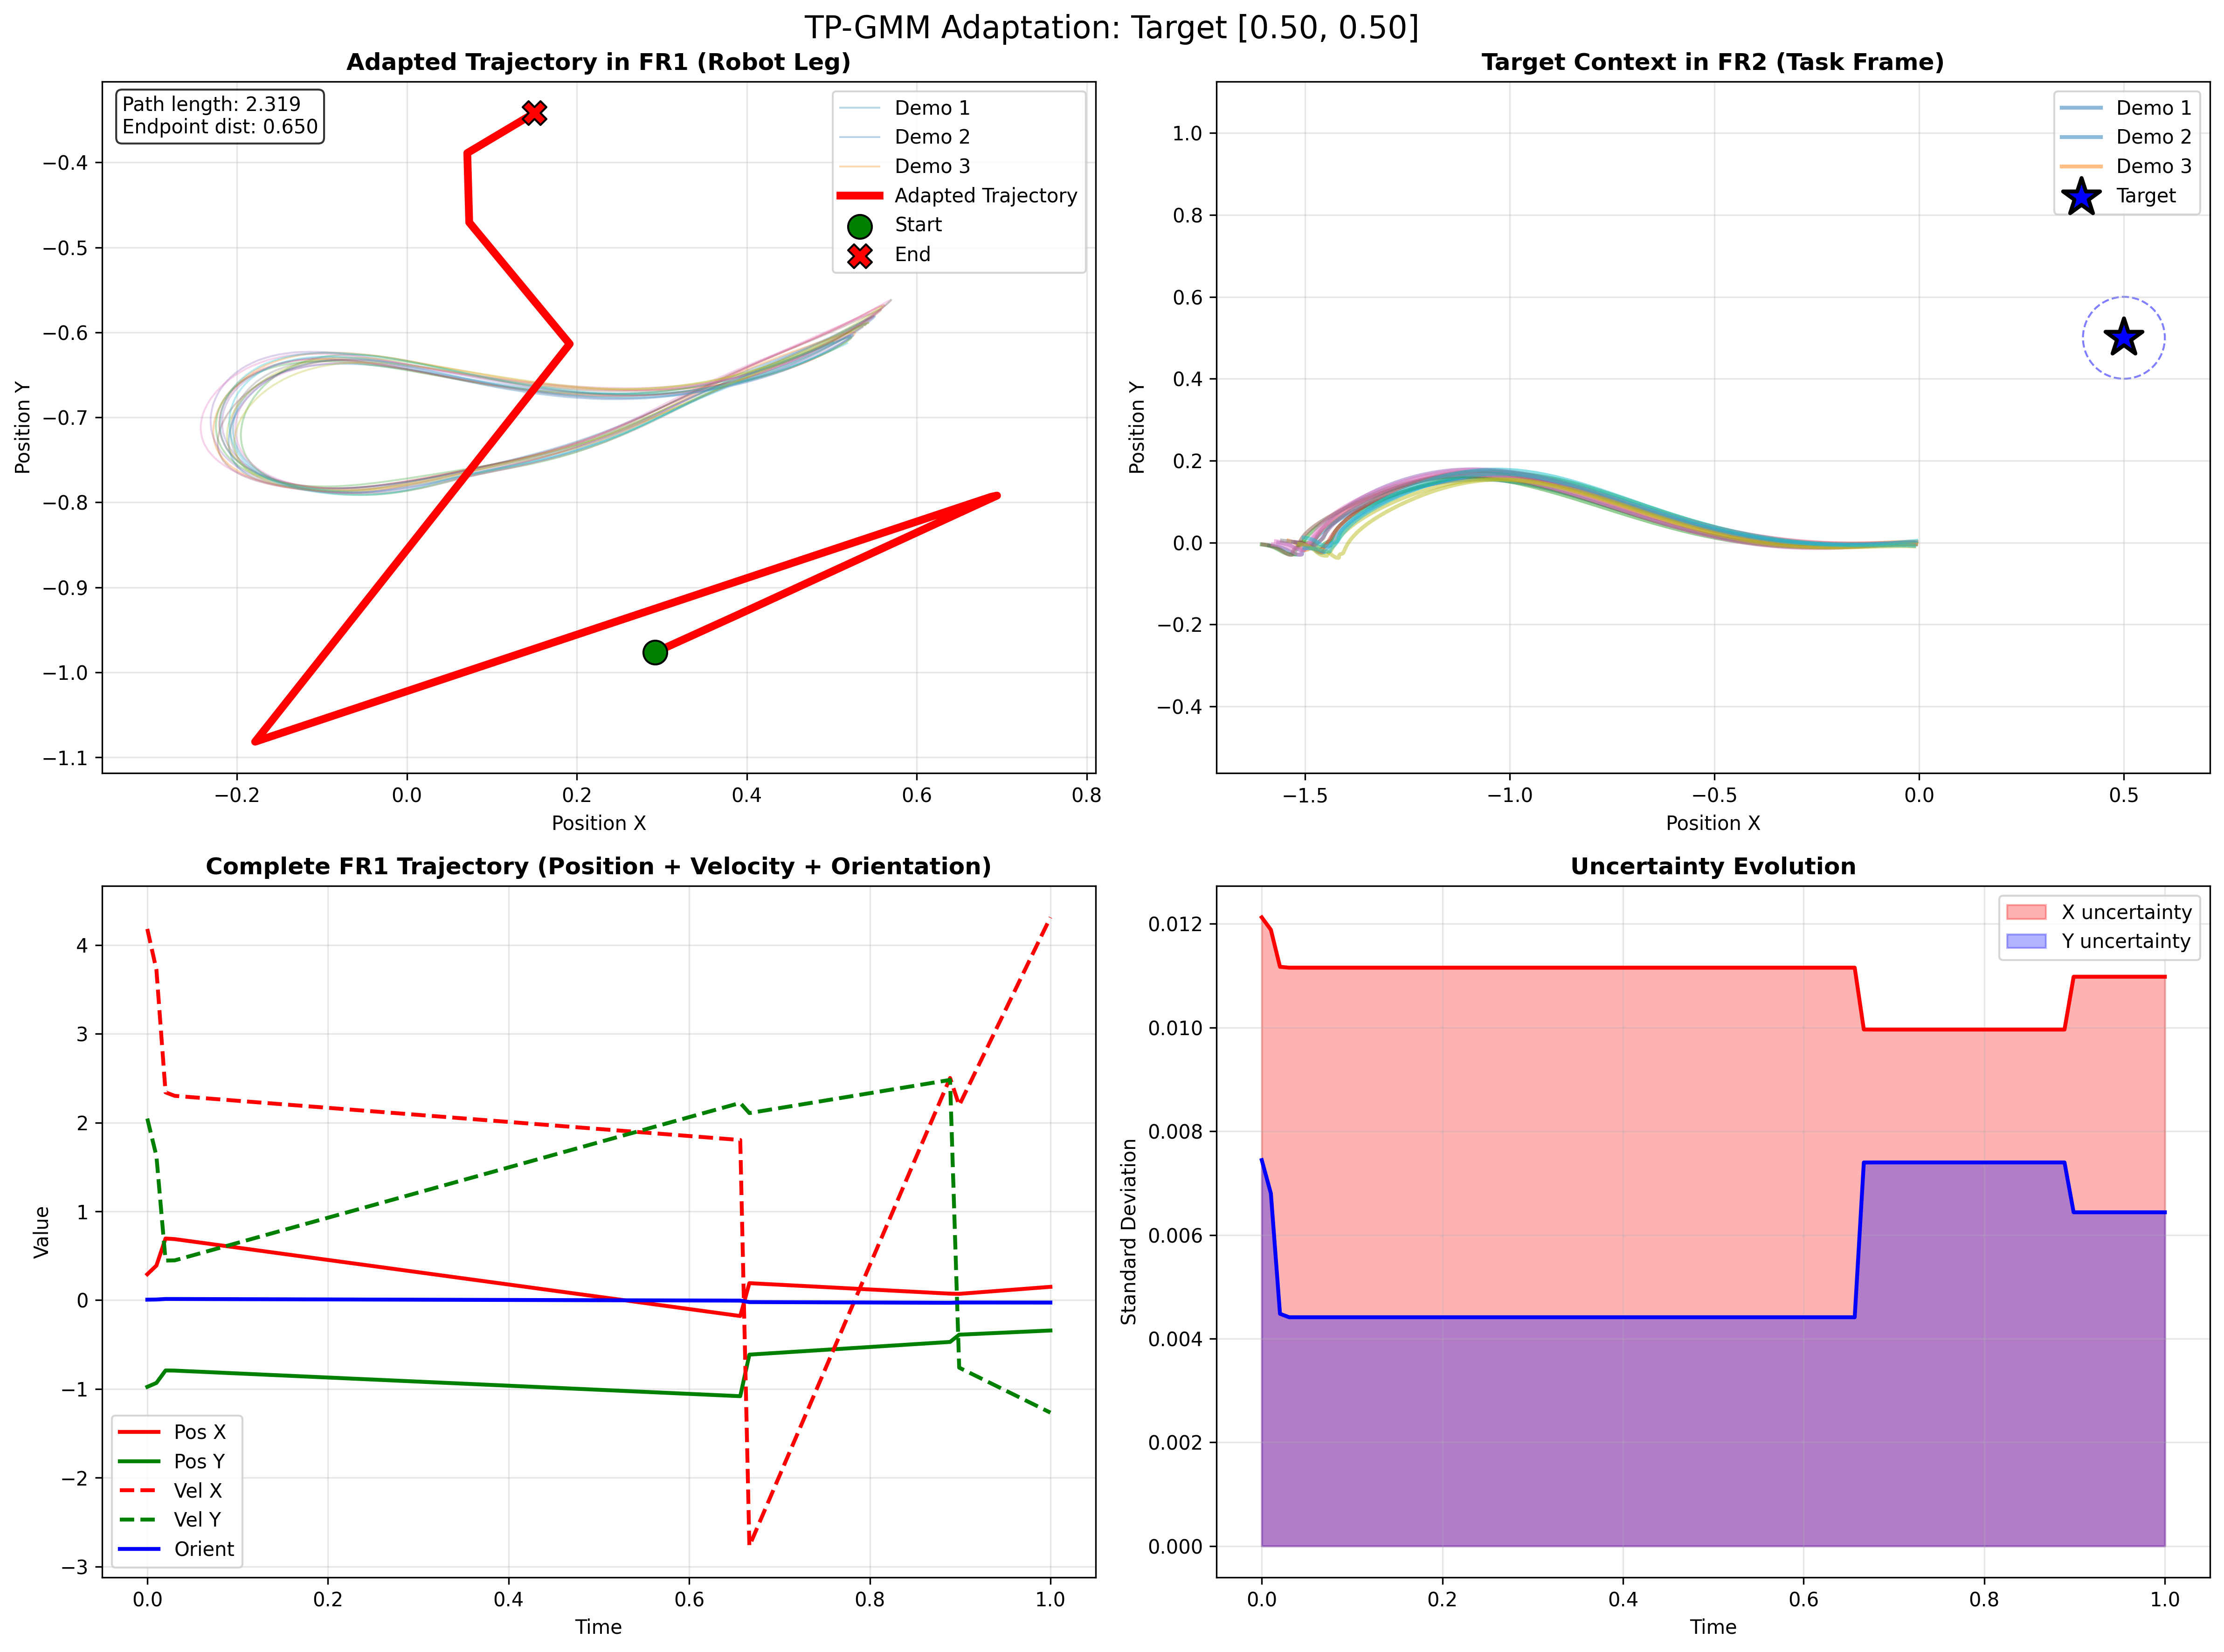 TP-GMM Adaptation: Target [0.50, 0.50]
Adapted Trajectory in FR1 (Robot Leg)
Path length: 2.319
Endpoint dist: 0.650
Demo 1
Demo 2
Demo 3
Adapted Trajectory
Start
End
−0.4
−0.5
−0.6
−0.7
−0.8
−0.9
−1.0
−1.1
Position Y
−0.2
0.0
0.2
0.4
0.6
0.8
Position X
Target Context in FR2 (Task Frame)
Demo 1
Demo 2
Demo 3
Target
1.0
0.8
0.6
0.4
0.2
0.0
−0.2
−0.4
Position Y
−1.5
−1.0
−0.5
0.0
0.5
Position X
Complete FR1 Trajectory (Position + Velocity + Orientation)
4
3
2
1
0
−1
−2
−3
Value
Pos X
Pos Y
Vel X
Vel Y
Orient
0.0
0.2
0.4
0.6
0.8
1.0
Time
Uncertainty Evolution
X uncertainty
Y uncertainty
0.012
0.010
0.008
0.006
0.004
0.002
0.000
Standard Deviation
0.0
0.2
0.4
0.6
0.8
1.0
Time